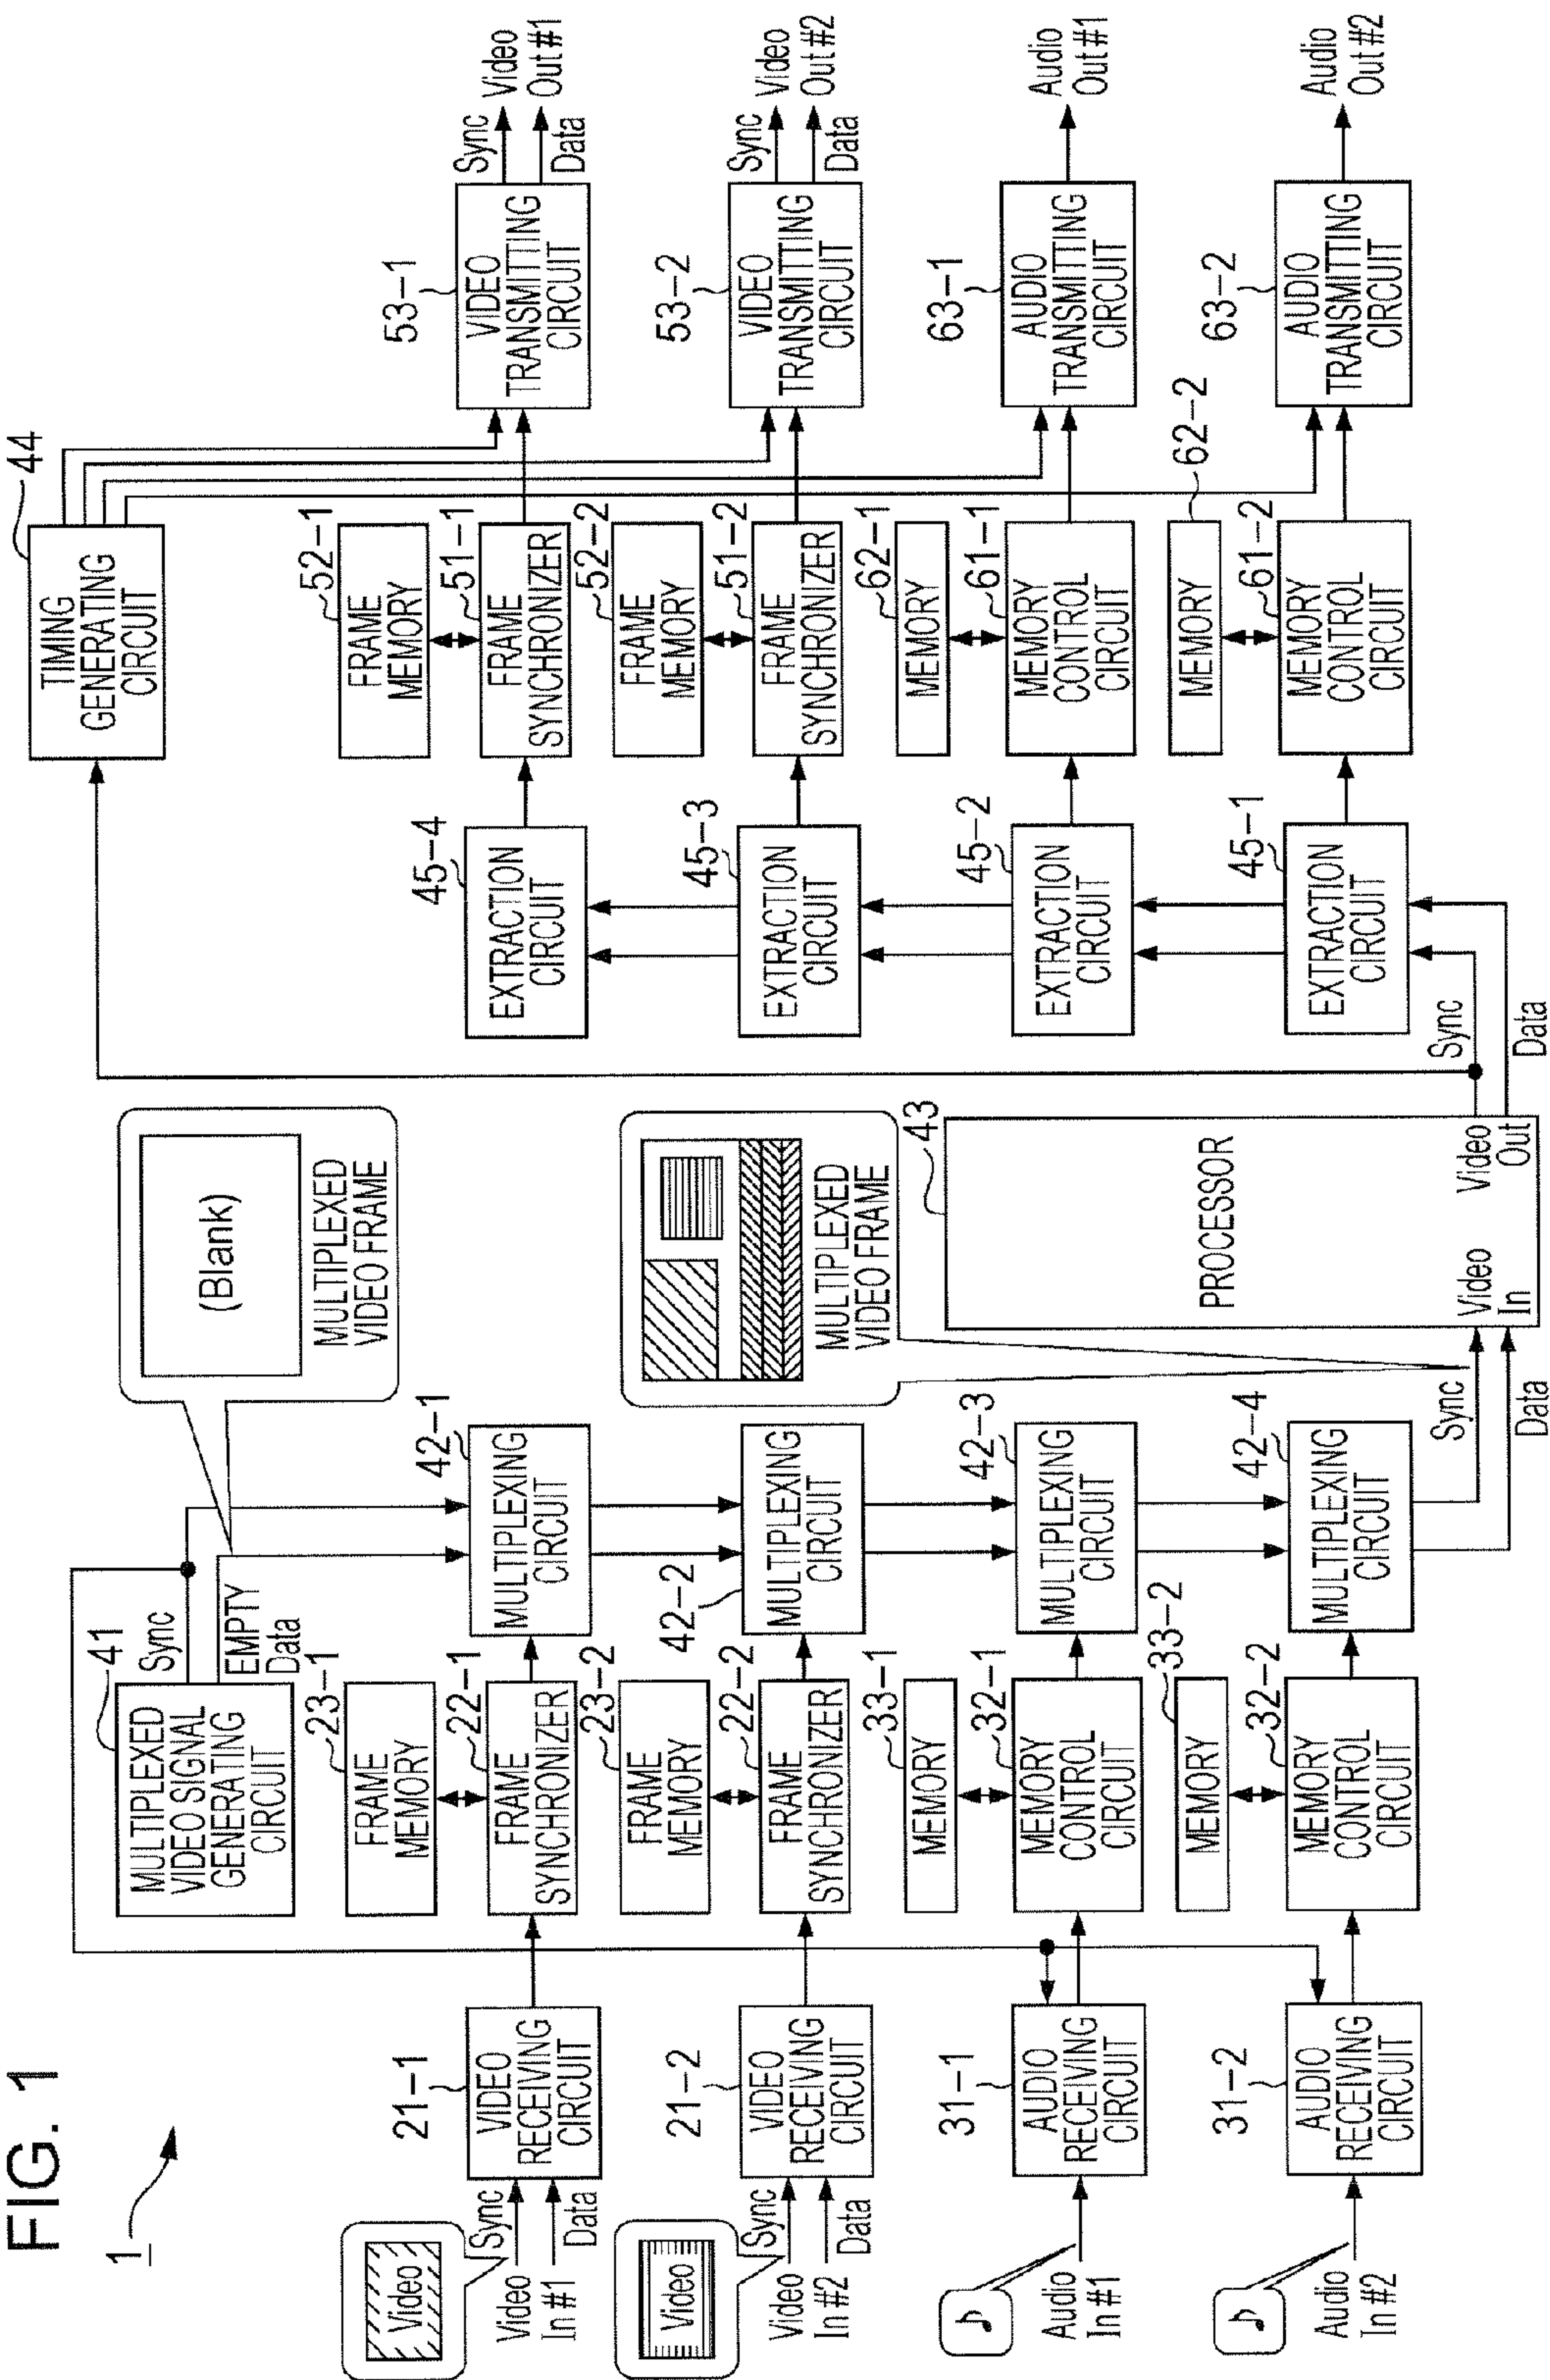 FIG. 1
1
Video
Sync
Video
In #1
Data
21-1
VIDEO
RECEIVING
CIRCUIT
Video
Sync
Video
In #2
Data
21-2
VIDEO
RECEIVING
CIRCUIT
♪
Audio
In #1
31-1
AUDIO
RECEIVING
CIRCUIT
♪
Audio
In #2
31-2
AUDIO
RECEIVING
CIRCUIT
41
MULTIPLEXED
VIDEO SIGNAL
GENERATING
CIRCUIT
Sync
EMPTY
Data
23-1
FRAME
MEMORY
22-1
FRAME
SYNCHRONIZER
23-2
FRAME
MEMORY
22-2
FRAME
SYNCHRONIZER
33-1
MEMORY
32-1
MEMORY
CONTROL
CIRCUIT
33-2
MEMORY
32-2
MEMORY
CONTROL
CIRCUIT
42-1
MULTIPLEXING
CIRCUIT
42-2
MULTIPLEXING
CIRCUIT
42-3
MULTIPLEXING
CIRCUIT
42-4
MULTIPLEXING
CIRCUIT
Sync
Data
(Blank)
MULTIPLEXED
VIDEO FRAME
MULTIPLEXED
VIDEO FRAME
43
PROCESSOR
Video
In
Video
Out
Sync
Data
45-4
EXTRACTION
CIRCUIT
45-3
EXTRACTION
CIRCUIT
45-2
EXTRACTION
CIRCUIT
45-1
EXTRACTION
CIRCUIT
44
TIMING
GENERATING
CIRCUIT
52-1
FRAME
MEMORY
51-1
FRAME
SYNCHRONIZER
52-2
FRAME
MEMORY
51-2
FRAME
SYNCHRONIZER
62-1
MEMORY
61-1
MEMORY
CONTROL
CIRCUIT
62-2
MEMORY
61-2
MEMORY
CONTROL
CIRCUIT
53-1
VIDEO
TRANSMITTING
CIRCUIT
Sync
Video
Out #1
Data
53-2
VIDEO
TRANSMITTING
CIRCUIT
Sync
Video
Out #2
Data
63-1
AUDIO
TRANSMITTING
CIRCUIT
Audio
Out #1
63-2
AUDIO
TRANSMITTING
CIRCUIT
Audio
Out #2